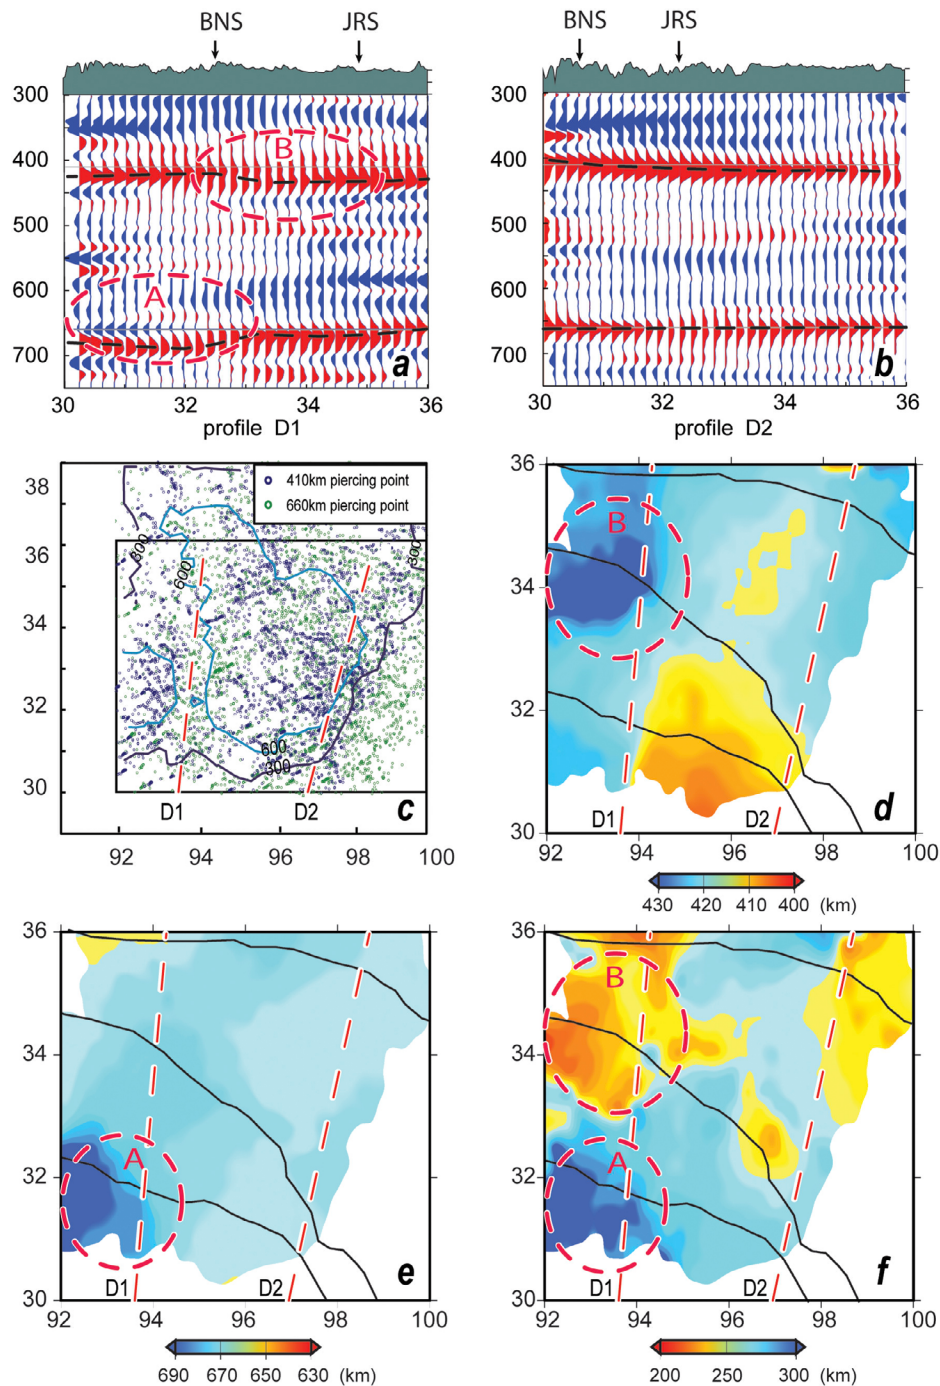 BNS JRS
BNS JRS
300
400
500
600
700
B
A
a
30 32 34 36
profile D1
300
400
500
600
700
b
30 32 34 36
profile D2
38
36
34
32
30
410km piercing point
660km piercing point
300
600
300
600
300
D1 D2 c
92 94 96 98 100
36
34
32
30
B
D1 D2 d
92 94 96 98 100
430 420 410 400 (km)
36
34
32
30
A
D1 D2 e
92 94 96 98 100
690 670 650 630 (km)
36
34
32
30
B
A
D1 D2 f
92 94 96 98 100
200 250 300 (km)